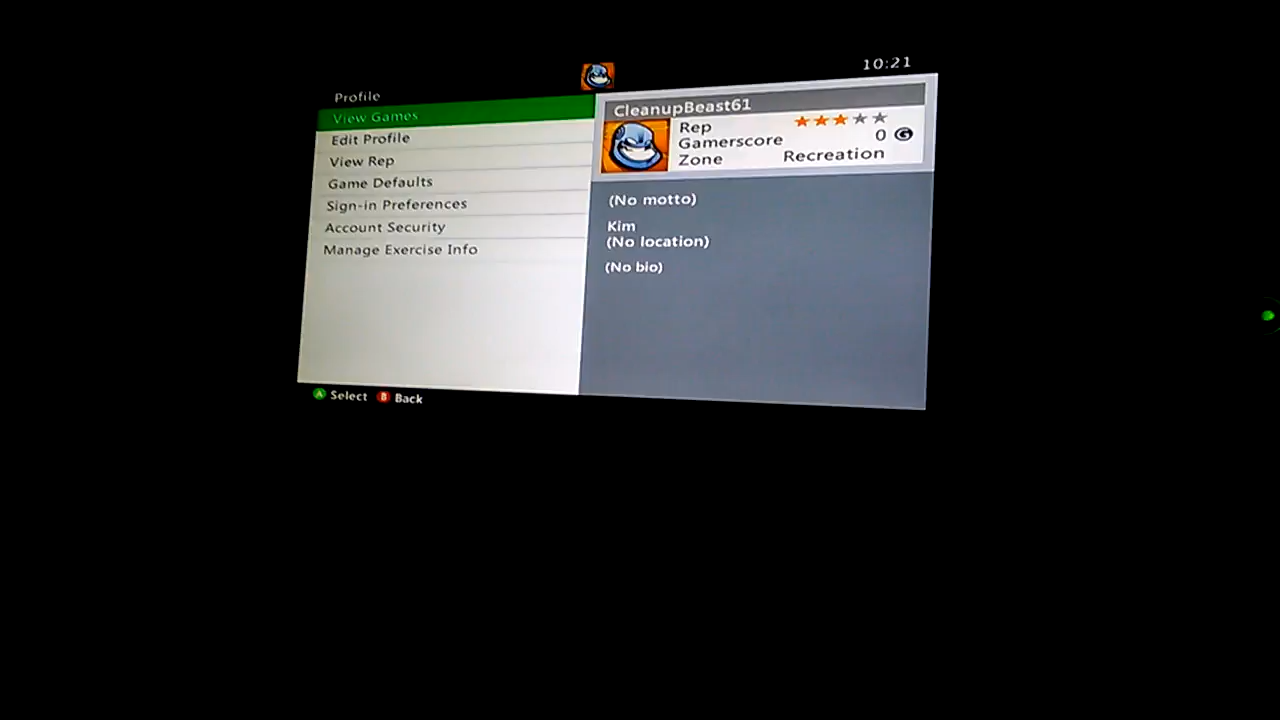 10:21
Profile
View Games
Edit Profile
View Rep
Game Defaults
Sign-in Preferences
Account Security
Manage Exercise Info
CleanupBeast61
Rep
Gamerscore 0 G
Zone Recreation
(No motto)
Kim
(No location)
(No bio)
A Select B Back